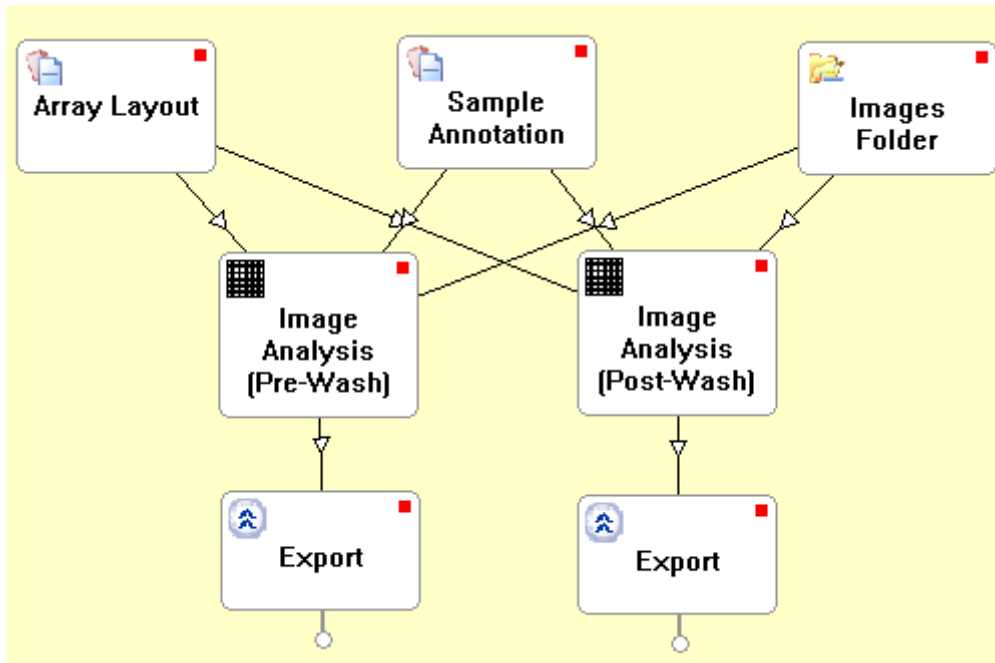 Array Layout
Sample
Annotation
Images
Folder
Image
Analysis
(Pre-Wash)
Image
Analysis
(Post-Wash)
Export
Export